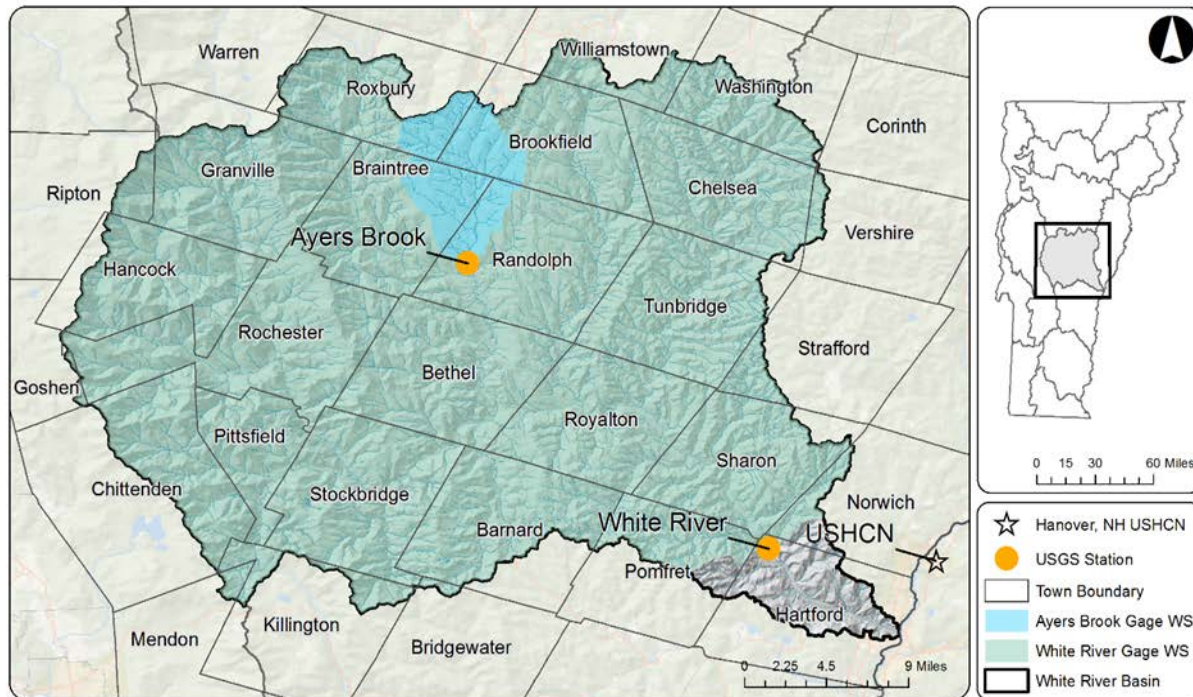 Williamstown
Warren
Washington
Roxbury
Corinth
Brookfield
Granville
Braintree
Ripton
Chelsea
Vershire
Ayers Brook
Randolph
Hancock
Tunbridge
Rochester
Strafford
Bethel
Goshen
Royalton
Pittsfield
Sharon
Chittenden
Stockbridge
Norwich
Barnard
White River
USHCN
Pomfret
Hartford
Killington
Mendon
Bridgewater
0 2.25 4.5 9 Miles
0 15 30 60 Miles
Hanover, NH USHCN
USGS Station
Town Boundary
Ayers Brook Gage WS
White River Gage WS
White River Basin